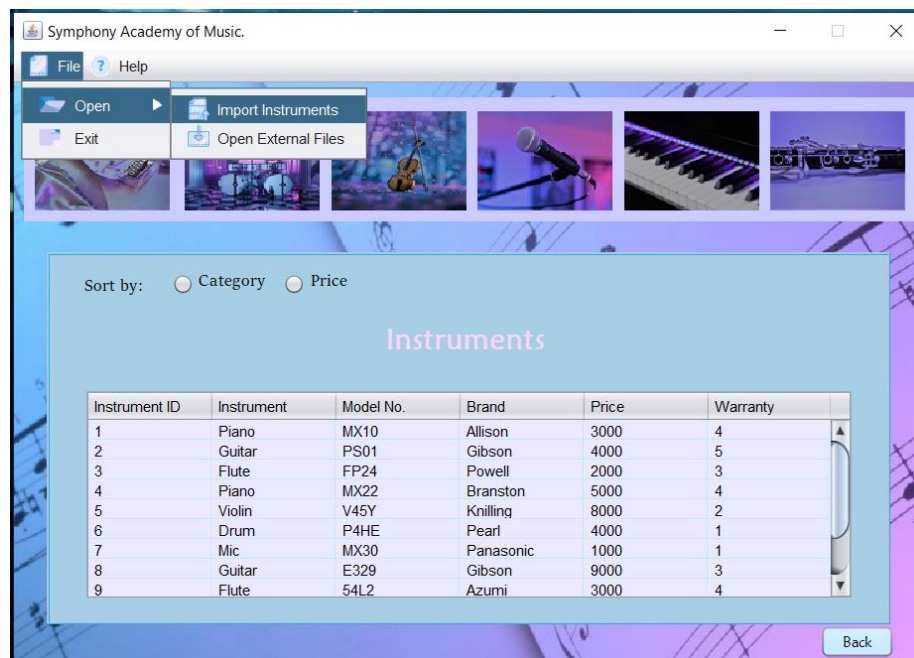 Symphony Academy of Music.
File ? Help
Open Import Instruments
Exit Open External Files
Sort by: Category Price
Instruments
Instrument ID Instrument Model No. Brand Price Warranty
1 Piano MX10 Allison 3000 4
2 Guitar PS01 Gibson 4000 5
3 Flute FP24 Powell 2000 3
4 Piano MX22 Branston 5000 4
5 Violin V45Y Knilling 8000 2
6 Drum P4HE Pearl 4000 1
7 Mic MX30 Panasonic 1000 1
8 Guitar E329 Gibson 9000 3
9 Flute 54L2 Azumi 3000 4
Back